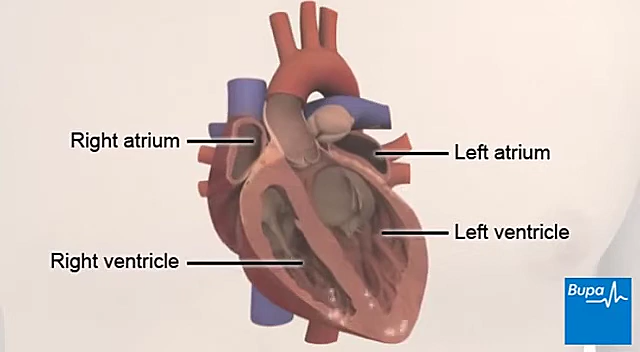 Right atrium
Left atrium
Left ventricle
Right ventricle
Bupa